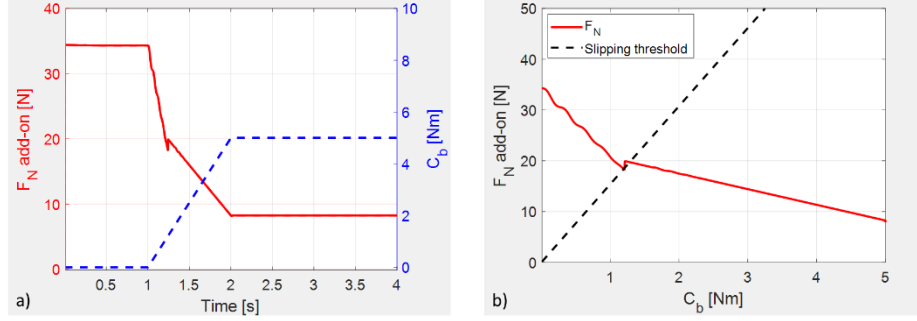 40
30
20
10
0
F_N add-on [N]
10
8
6
4
2
0
C_b [Nm]
0.5 1 1.5 2 2.5 3 3.5 4
Time [s]
a)
50
40
30
20
10
0
F_N add-on [N]
F_N
Slipping threshold
1 2 3 4 5
C_b [Nm]
b)